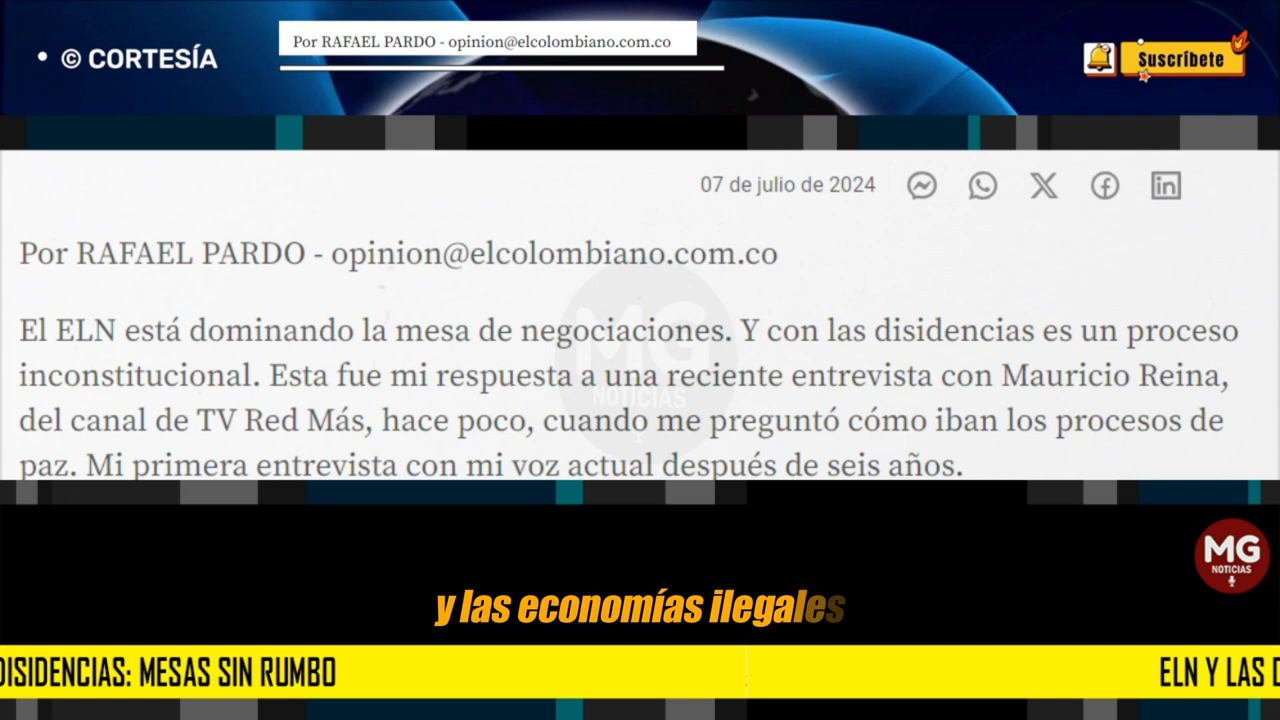 • © CORTESÍA
Por RAFAEL PARDO - opinion@elcolombiano.com.co
Suscríbete
07 de julio de 2024
Por RAFAEL PARDO - opinion@elcolombiano.com.co
El ELN está dominando la mesa de negociaciones. Y con las disidencias es un proceso
inconstitucional. Esta fue mi respuesta a una reciente entrevista con Mauricio Reina,
del canal de TV Red Más, hace poco, cuando me preguntó cómo iban los procesos de
paz. Mi primera entrevista con mi voz actual después de seis años.
MG
NOTICIAS
MG
NOTICIAS
y las economías ilegales
DISIDENCIAS: MESAS SIN RUMBO
ELN Y LAS